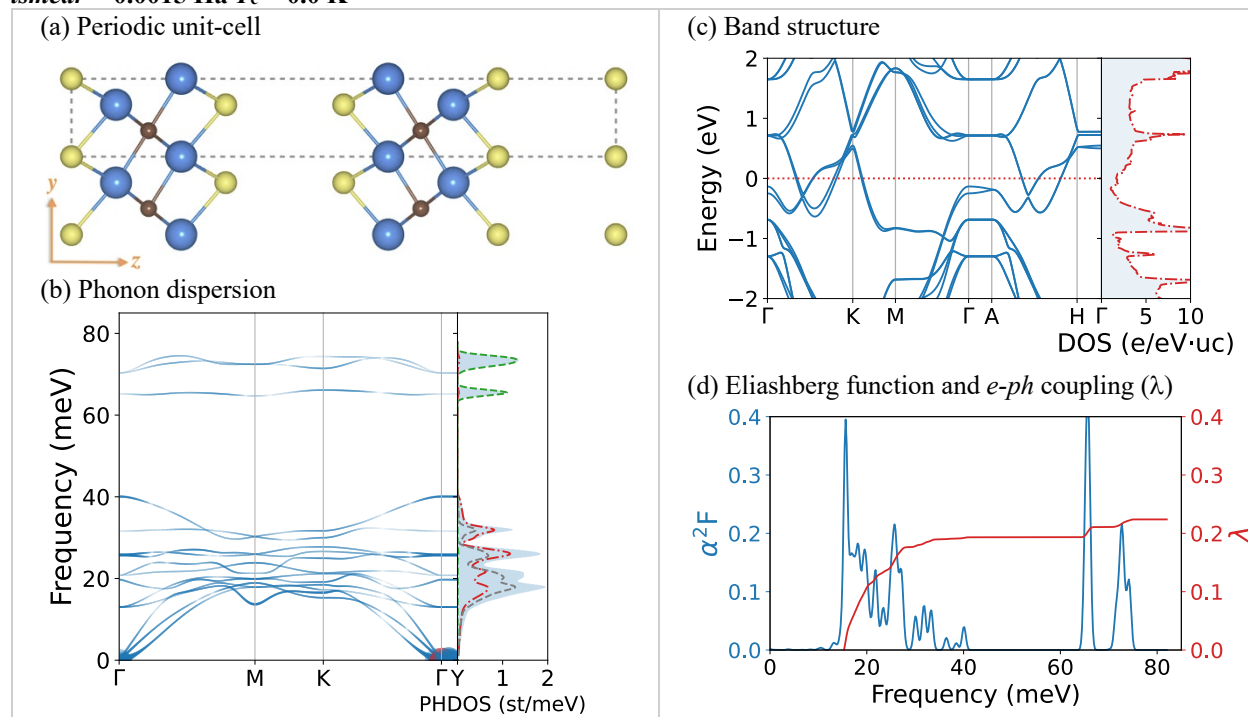 (a) Periodic unit-cell
y
z
(b) Phonon dispersion
Frequency (meV)
80
60
40
20
0
Γ
M
K
Γ
Y
1
2
PHDOS (st/meV)
(c) Band structure
Energy (eV)
2
1
0
−1
−2
Γ
K
M
Γ
A
H
Γ
5
10
DOS (e/eV·uc)
(d) Eliashberg function and e-ph coupling (λ)
α²F
0.4
0.3
0.2
0.1
0.0
0
20
40
60
80
Frequency (meV)
0.4
0.3
0.2
0.1
0.0